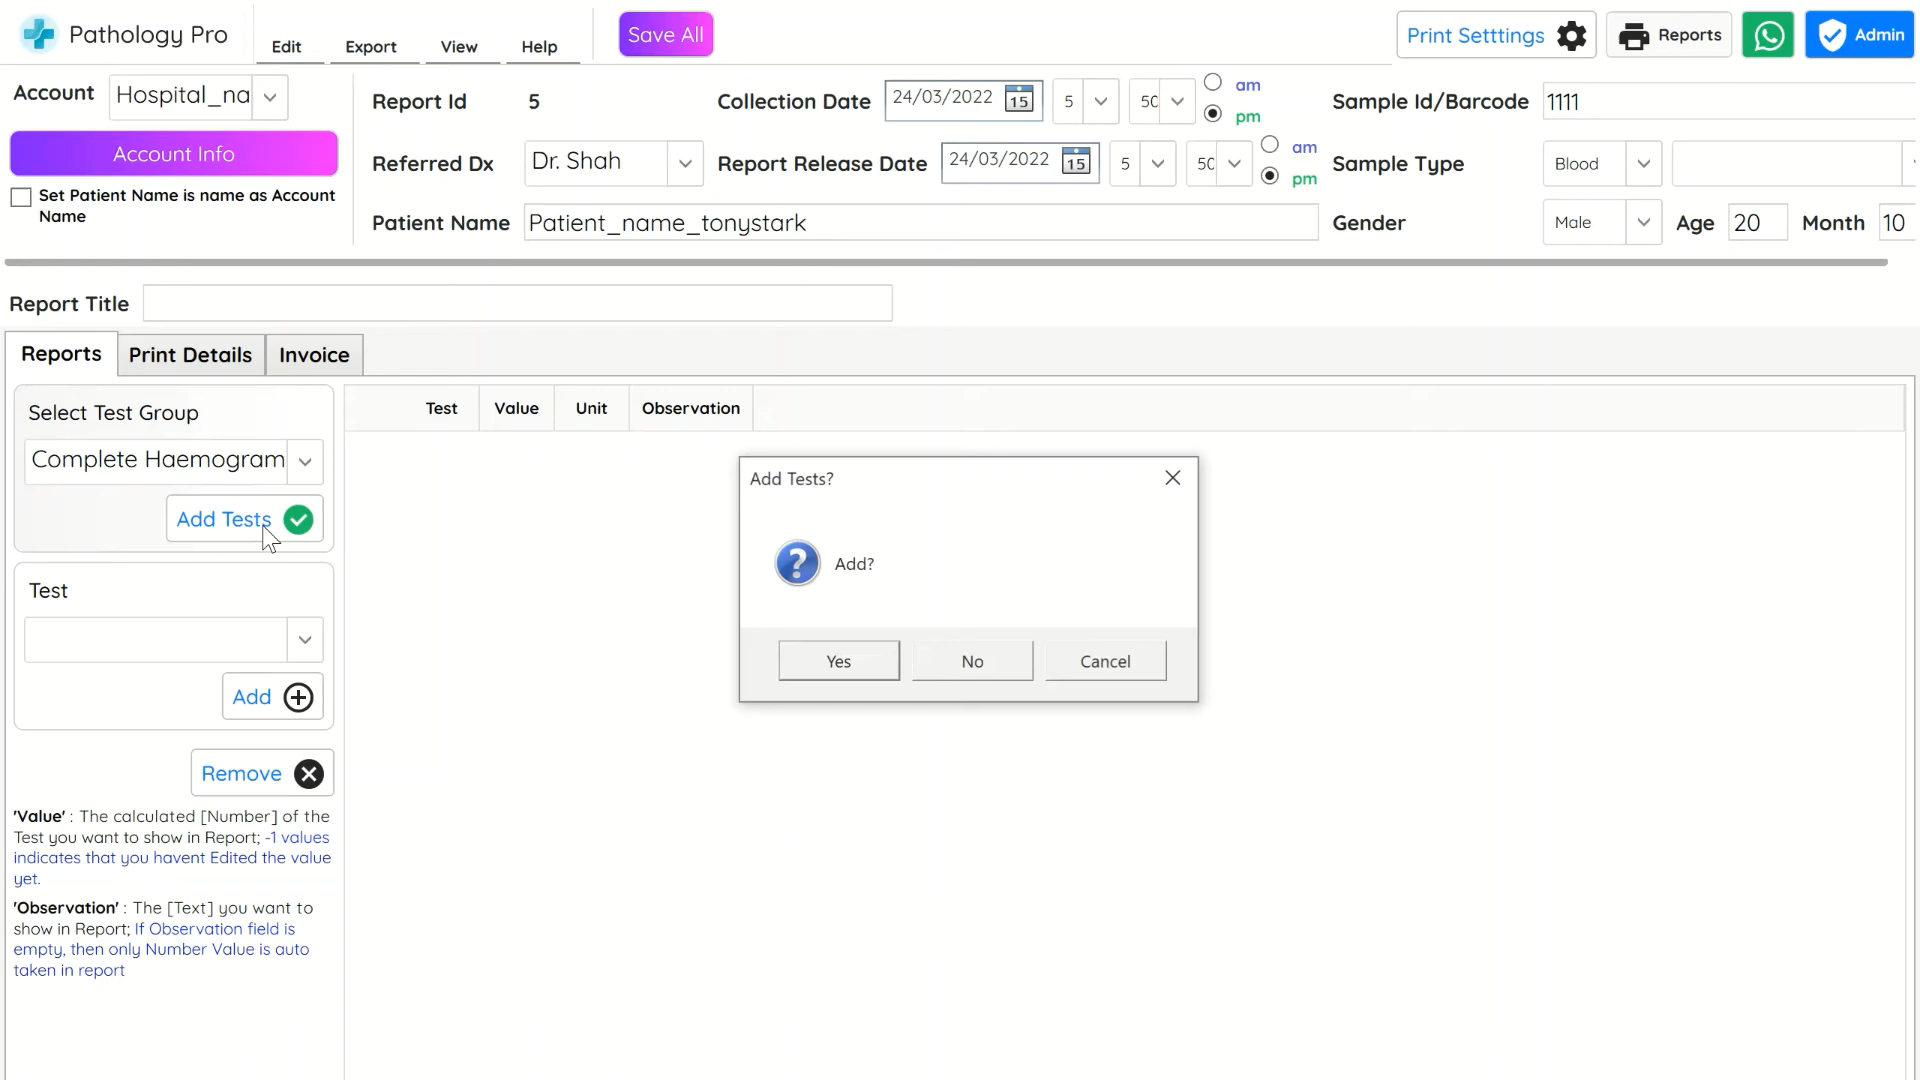 Pathology Pro
Edit
Export
View
Help
Save All
Print Setttings
Reports
Admin
Account
Hospital_na
Account Info
Set Patient Name is name as Account
Name
Report Id
5
Collection Date
24/03/2022
15
5
50
am
pm
Sample Id/Barcode
1111
Referred Dx
Dr. Shah
Report Release Date
24/03/2022
15
5
50
am
pm
Sample Type
Blood
Patient Name
Patient_name_tonystark
Gender
Male
Age
20
Month
10
Report Title
Reports
Print Details
Invoice
Select Test Group
Complete Haemogram
Add Tests
Test
Add
Remove
'Value' : The calculated [Number] of the
Test you want to show in Report; -1 values
indicates that you havent Edited the value
yet.
'Observation' : The [Text] you want to
show in Report; If Observation field is
empty, then only Number Value is auto
taken in report
Test
Value
Unit
Observation
Add Tests?
Add?
Yes
No
Cancel